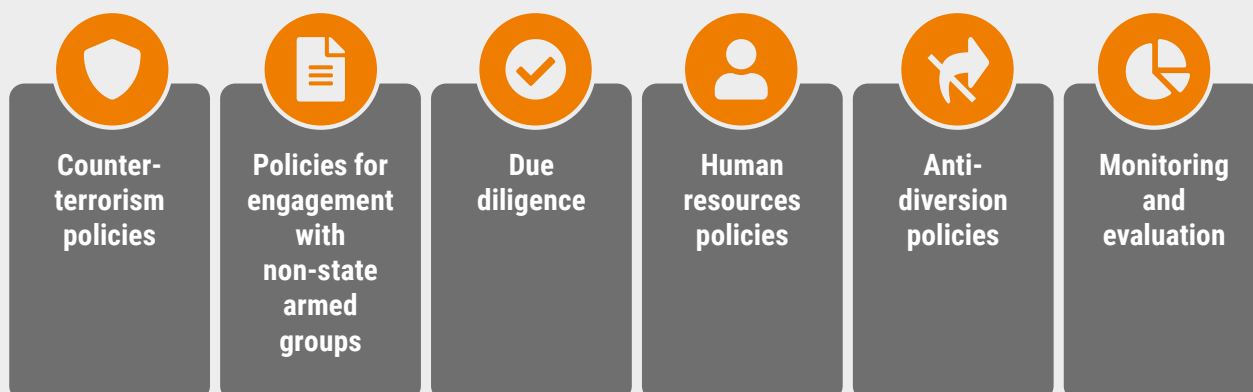 Counter-
terrorism
policies
Policies for
engagement
with
non-state
armed
groups
Due
diligence
Human
resources
policies
Anti-
diversion
policies
Monitoring
and
evaluation